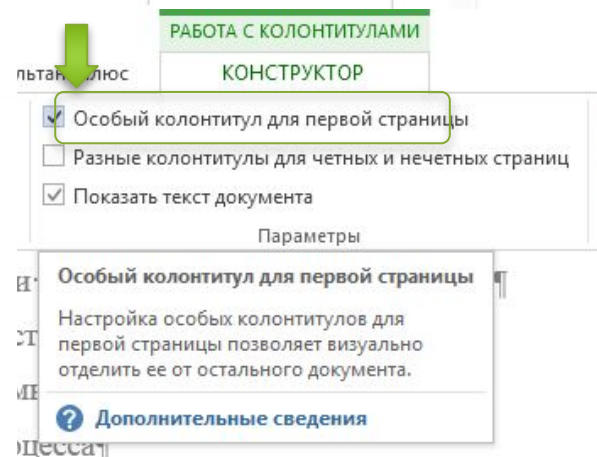 РАБОТА С КОЛОНТИТУЛАМИ
люс КОНСТРУКТОР
Особый колонтитул для первой страницы
Разные колонтитулы для четных и нечетных страниц
Показать текст документа
Параметры
Особый колонтитул для первой страницы
Настройка особых колонтитулов для
первой страницы позволяет визуально
отделить ее от остального документа.
Дополнительные сведения
оцесса¶